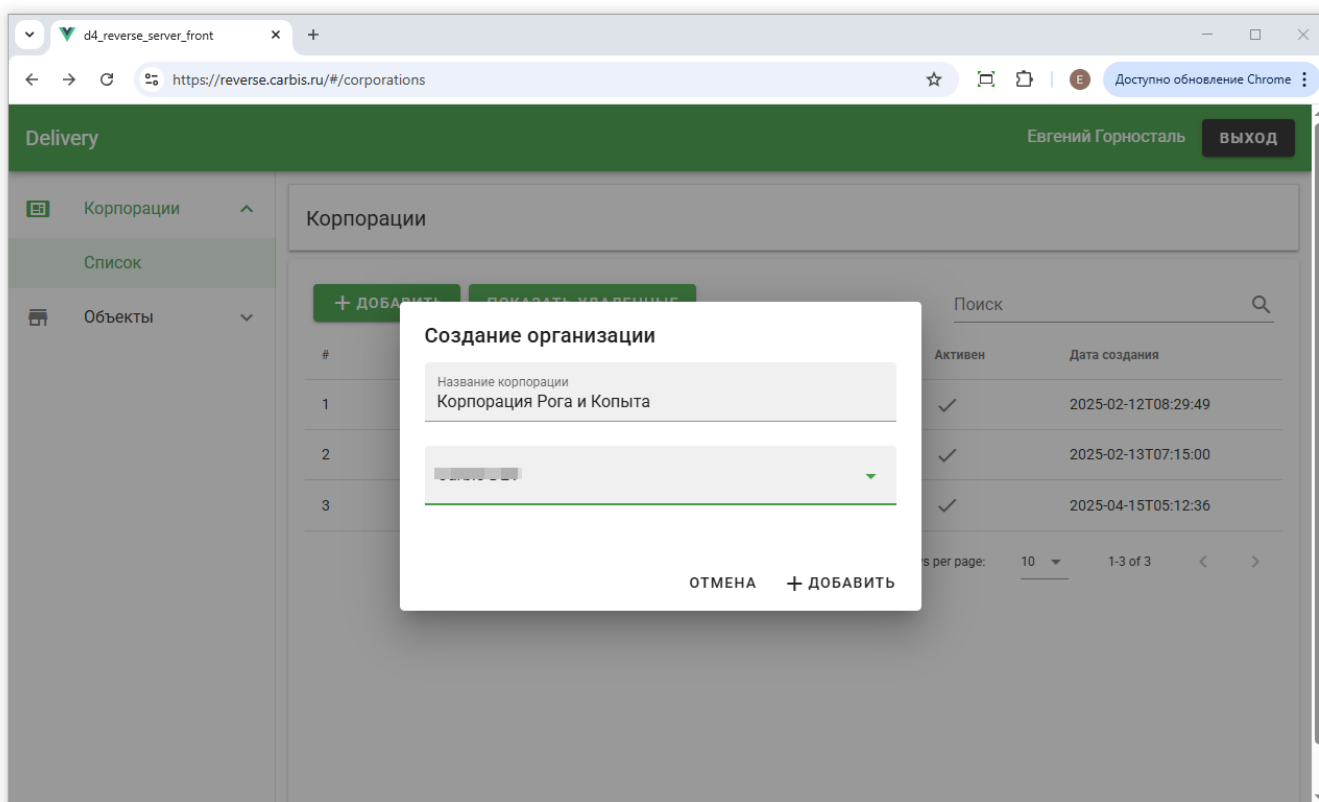 d4_reverse_server_front
https://reverse.carbis.ru/#/corporations
E
Доступно обновление Chrome
Delivery
Евгений Горносталь
ВЫХОД
Корпорации
Список
Объекты
Корпорации
Поиск
# Активен Дата создания
1 2025-02-12T08:29:49
2 2025-02-13T07:15:00
3 2025-04-15T05:12:36
per page: 10 1-3 of 3
Создание организации
Название корпорации
Корпорация Рога и Копыта
ОТМЕНА + ДОБАВИТЬ